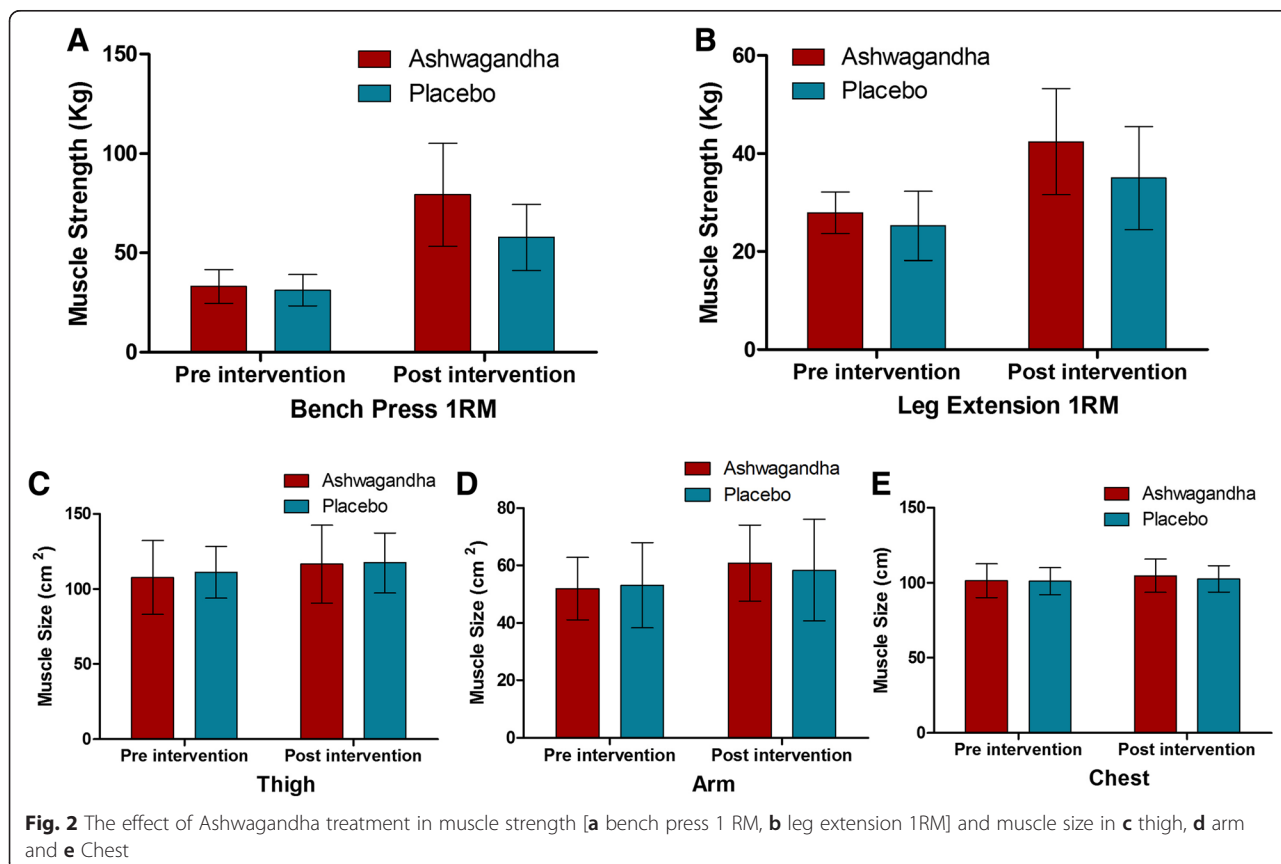 A
150
100
50
0
Muscle Strength (Kg)
Ashwagandha
Placebo
Pre intervention
Post intervention
Bench Press 1RM
B
60
40
20
0
Muscle Strength (Kg)
Ashwagandha
Placebo
Pre intervention
Post intervention
Leg Extension 1RM
C
150
100
50
0
Muscle Size (cm ²)
Ashwagandha
Placebo
Pre intervention
Post intervention
Thigh
D
80
60
40
20
0
Muscle Size (cm ²)
Ashwagandha
Placebo
Pre intervention
Post intervention
Arm
E
150
100
50
0
Muscle Size (cm)
Ashwagandha
Placebo
Pre intervention
Post intervention
Chest
Fig. 2 The effect of Ashwagandha treatment in muscle strength [a bench press 1 RM, b leg extension 1RM] and muscle size in c thigh, d arm
and e Chest